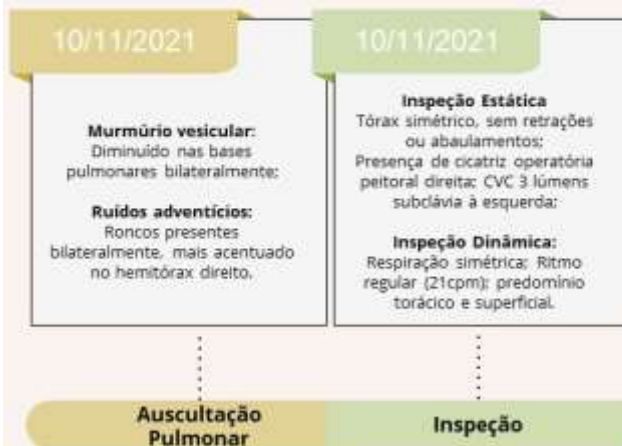 10/11/2021
Murmúrio vesicular:
Diminuído nas bases
pulmonares bilateralmente;
Ruídos adventícios:
Roncos presentes
bilateralmente, mais acentuado
no hemitórax direito.
Auscultação
Pulmonar
10/11/2021
Inspeção Estática
Tórax simétrico, sem retrações
ou abaulamentos;
Presença de cicatriz operatória
peitoral direita; CVC 3 lúmens
subclávia à esquerda;
Inspeção Dinâmica:
Respiração simétrica; Ritmo
regular (21cpm); predomínio
torácico e superficial.
Inspeção